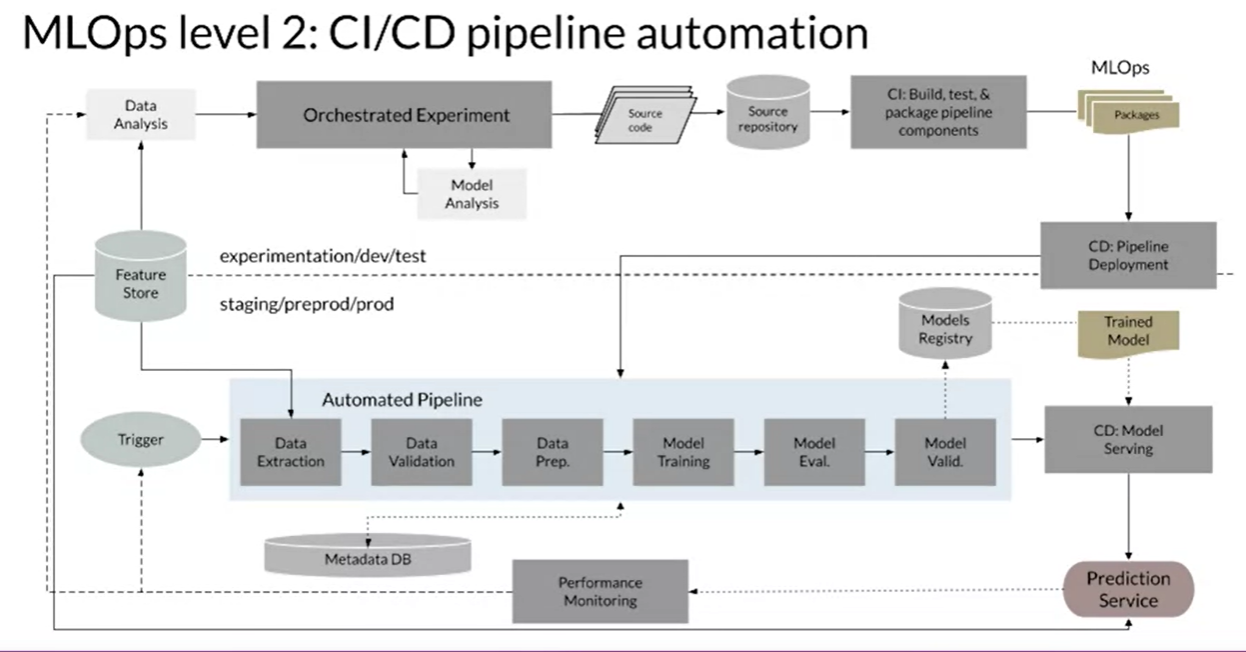 MLOps level 2: CI/CD pipeline automation
MLOps
Data
Analysis
Orchestrated Experiment
Source
code
Source
repository
CI: Build, test, &
package pipeline
components
Packages
Model
Analysis
Feature
Store
experimentation/dev/test
staging/preprod/prod
CD: Pipeline
Deployment
Models
Registry
Trained
Model
Automated Pipeline
Trigger
Data
Extraction
Data
Validation
Data
Prep.
Model
Training
Model
Eval.
Model
Valid.
CD: Model
Serving
Metadata DB
Performance
Monitoring
Prediction
Service